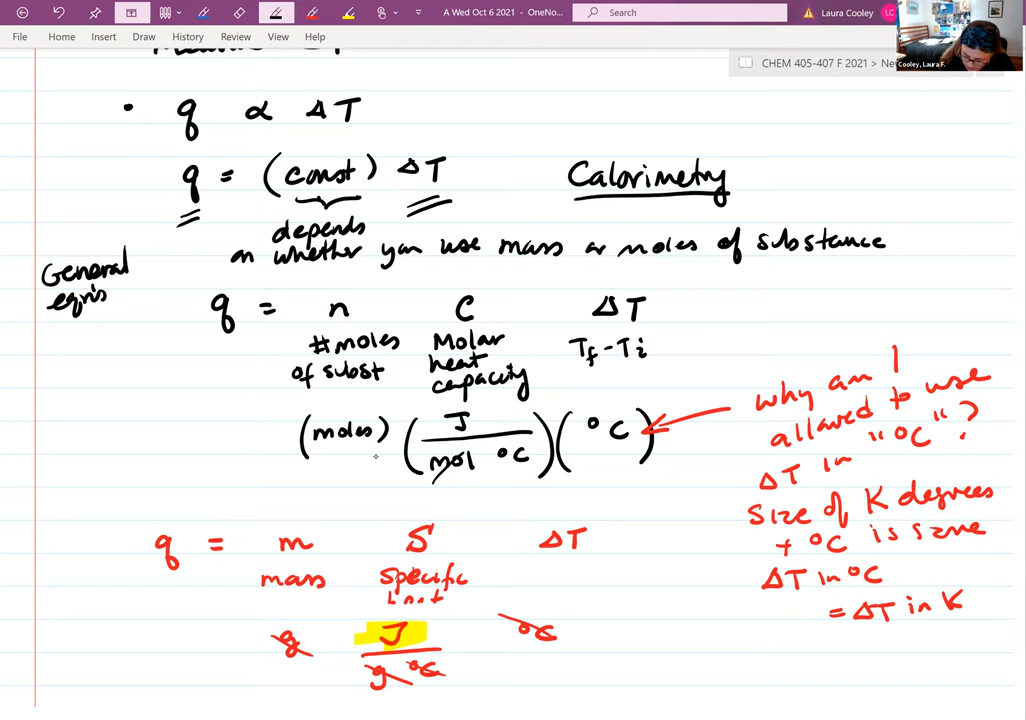 A Wed Oct 6 2021 - OneNo...
Search
Laura Cooley
LC
File Home Insert Draw History Review View Help
CHEM 405-407 F 2021 > Ne
Cooley, Laura F.
• q ∝ ΔT
q = (const) ΔT
Calorimetry
depends
on whether you use mass or moles of substance
General
eqn's
q = n C ΔT
#moles Molar Tf - Ti
of subst heat
capacity
(moles) (J / mol °C) (°C)
why am I
allowed to use
ΔT in "°C"?
Size of K degrees
+ °C is same
ΔT in °C
= ΔT in K
q = m S ΔT
mass specific
heat
g J / g °C °C